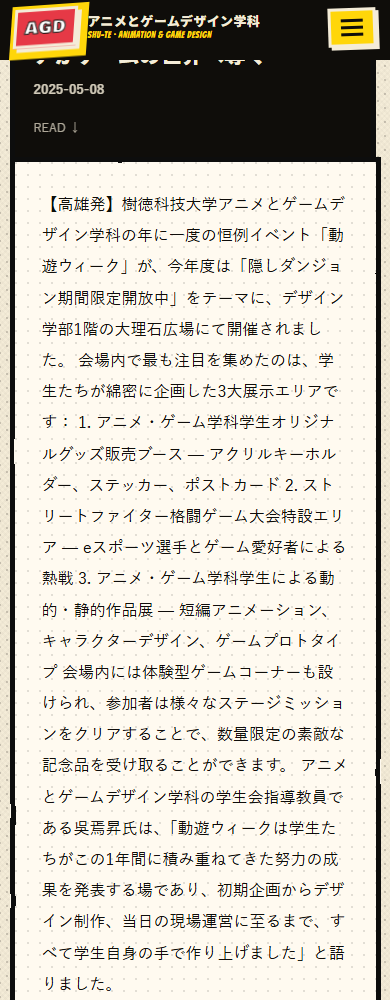 AGD
アニメとゲームデザイン学科
SHU-TE・ANIMATION & GAME DESIGN
2025-05-08
READ ↓
【高雄発】樹徳科技大学アニメとゲームデ
ザイン学科の年に一度の恒例イベント「動
遊ウィーク」が、今年度は「隠しダンジョ
ン期間限定開放中」をテーマに、デザイン
学部1階の大理石広場にて開催されまし
た。 会場内で最も注目を集めたのは、学
生たちが綿密に企画した3大展示エリアで
す： 1. アニメ・ゲーム学科学生オリジナ
ルグッズ販売ブース — アクリルキーホル
ダー、ステッカー、ポストカード 2. スト
リートファイター格闘ゲーム大会特設エリ
ア — eスポーツ選手とゲーム愛好者による
熱戦 3. アニメ・ゲーム学科学生による動
的・静的作品展 — 短編アニメーション、
キャラクターデザイン、ゲームプロトタイ
プ 会場内には体験型ゲームコーナーも設
けられ、参加者は様々なステージミッショ
ンをクリアすることで、数量限定の素敵な
記念品を受け取ることができます。 アニメ
とゲームデザイン学科の学生会指導教員で
ある呉焉昇氏は、「動遊ウィークは学生た
ちがこの1年間に積み重ねてきた努力の成
果を発表する場であり、初期企画からデザ
イン制作、当日の現場運営に至るまで、す
べて学生自身の手で作り上げました」と語
りました。